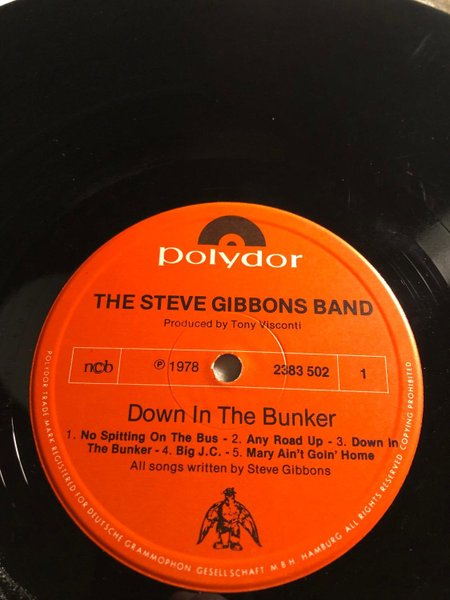 polydor
THE STEVE GIBBONS BAND
Produced by Tony Visconti
ncb
℗ 1978
2383 502
1
Down In The Bunker
1. No Spitting On The Bus - 2. Any Road Up - 3. Down In
The Bunker - 4. Big J.C. - 5. Mary Ain't Goin' Home
All songs written by Steve Gibbons
POLYDOR TRADE MARK REGISTERED FOR DEUTSCHE GRAMMOPHON GESELLSCHAFT M·B·H· HAMBURG ALL RIGHTS RESERVED COPYING PROHIBITED